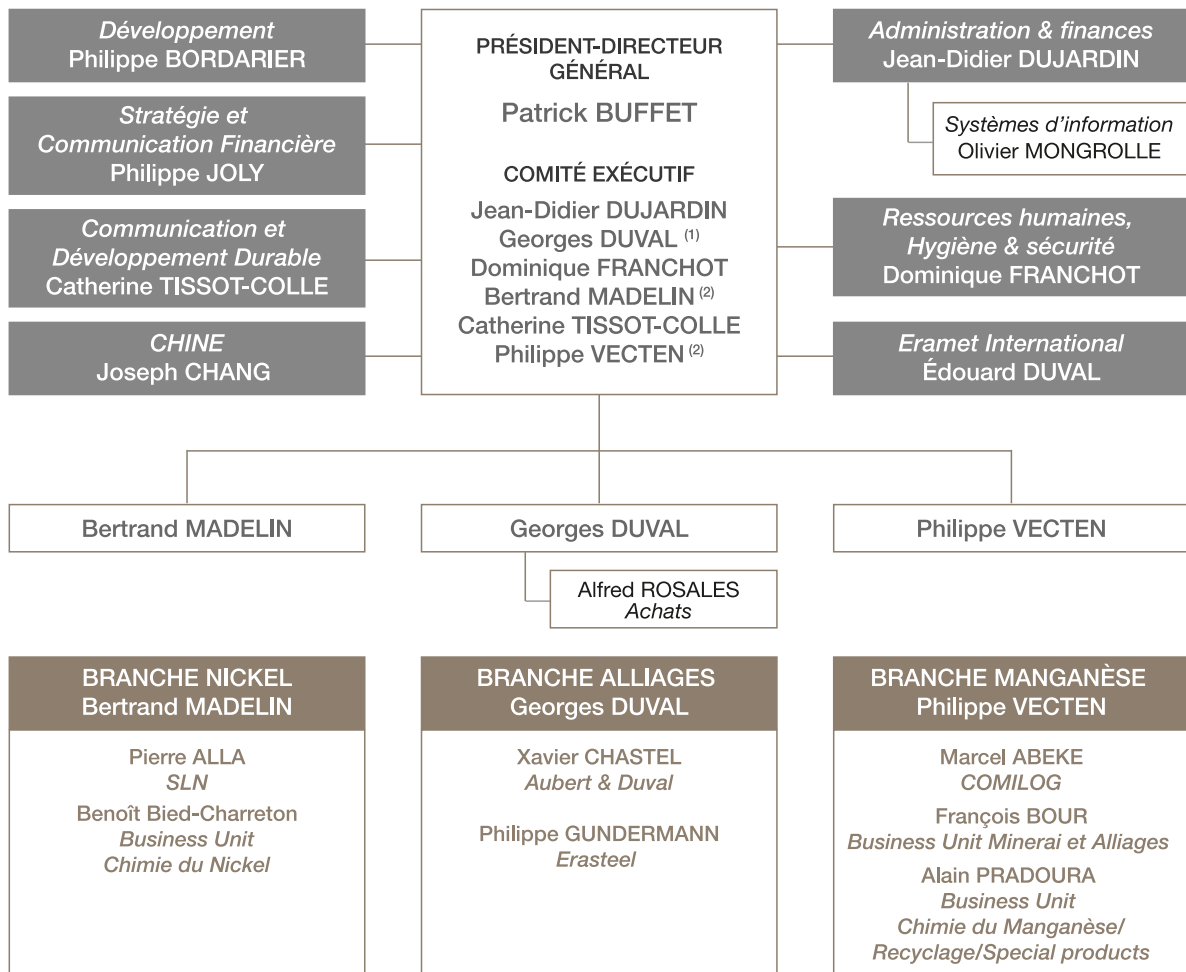 Développement
Philippe BORDARIER
Stratégie et
Communication Financière
Philippe JOLY
Communication et
Développement Durable
Catherine TISSOT-COLLE
CHINE
Joseph CHANG
PRÉSIDENT-DIRECTEUR
GÉNÉRAL
Patrick BUFFET
COMITÉ EXÉCUTIF
Jean-Didier DUJARDIN
Georges DUVAL (1)
Dominique FRANCHOT
Bertrand MADELIN (2)
Catherine TISSOT-COLLE
Philippe VECTEN (2)
Administration & finances
Jean-Didier DUJARDIN
Systèmes d'information
Olivier MONGROLLE
Ressources humaines,
Hygiène & sécurité
Dominique FRANCHOT
Eramet International
Édouard DUVAL
Bertrand MADELIN
Georges DUVAL
Philippe VECTEN
Alfred ROSALES
Achats
BRANCHE NICKEL
Bertrand MADELIN
Pierre ALLA
SLN
Benoît Bied-Charreton
Business Unit
Chimie du Nickel
BRANCHE ALLIAGES
Georges DUVAL
Xavier CHASTEL
Aubert & Duval
Philippe GUNDERMANN
Erasteel
BRANCHE MANGANÈSE
Philippe VECTEN
Marcel ABEKE
COMILOG
François BOUR
Business Unit Minerai et Alliages
Alain PRADOURA
Business Unit
Chimie du Manganèse/
Recyclage/Special products